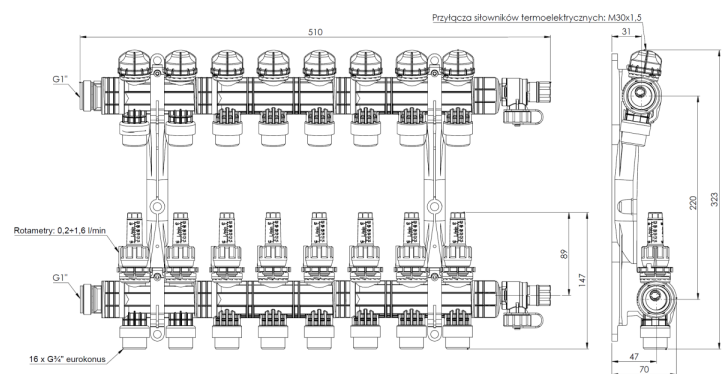 Przyłącza siłowników termoelektrycznych: M30x1,5
510
31
G1"
220
323
Rotametry: 0,2÷1,6 l/min
89
147
G1"
16 x G¾" eurokonus
47
70